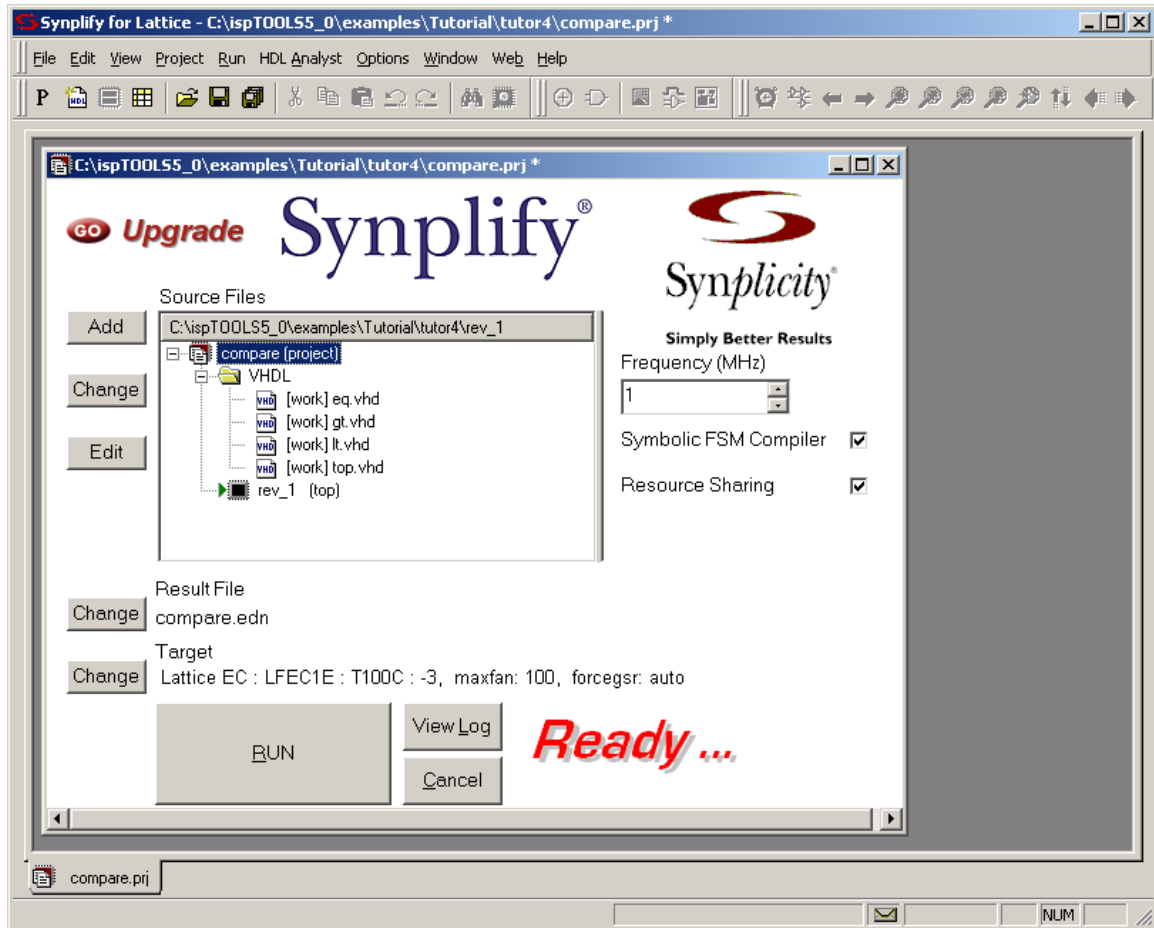 Synplify for Lattice - C:\ispTOOLS5_0\examples\Tutorial\tutor4\compare.prj *
File Edit View Project Run HDL Analyst Options Window Web Help
P
C:\ispTOOLS5_0\examples\Tutorial\tutor4\compare.prj *
GO Upgrade Synplify®
Synplicity®
Simply Better Results
Source Files
Add
C:\ispTOOLS5_0\examples\Tutorial\tutor4\rev_1
compare (project)
Frequency (MHz)
VHDL
Change
[work] eq.vhd
1
[work] gt.vhd
Edit
[work] lt.vhd
Symbolic FSM Compiler
[work] top.vhd
rev_1 (top)
Resource Sharing
Result File
Change
compare.edn
Target
Change
Lattice EC : LFEC1E : T100C : -3, maxfan: 100, forcegsr: auto
RUN
View Log
Cancel
Ready ...
compare.prj
NUM